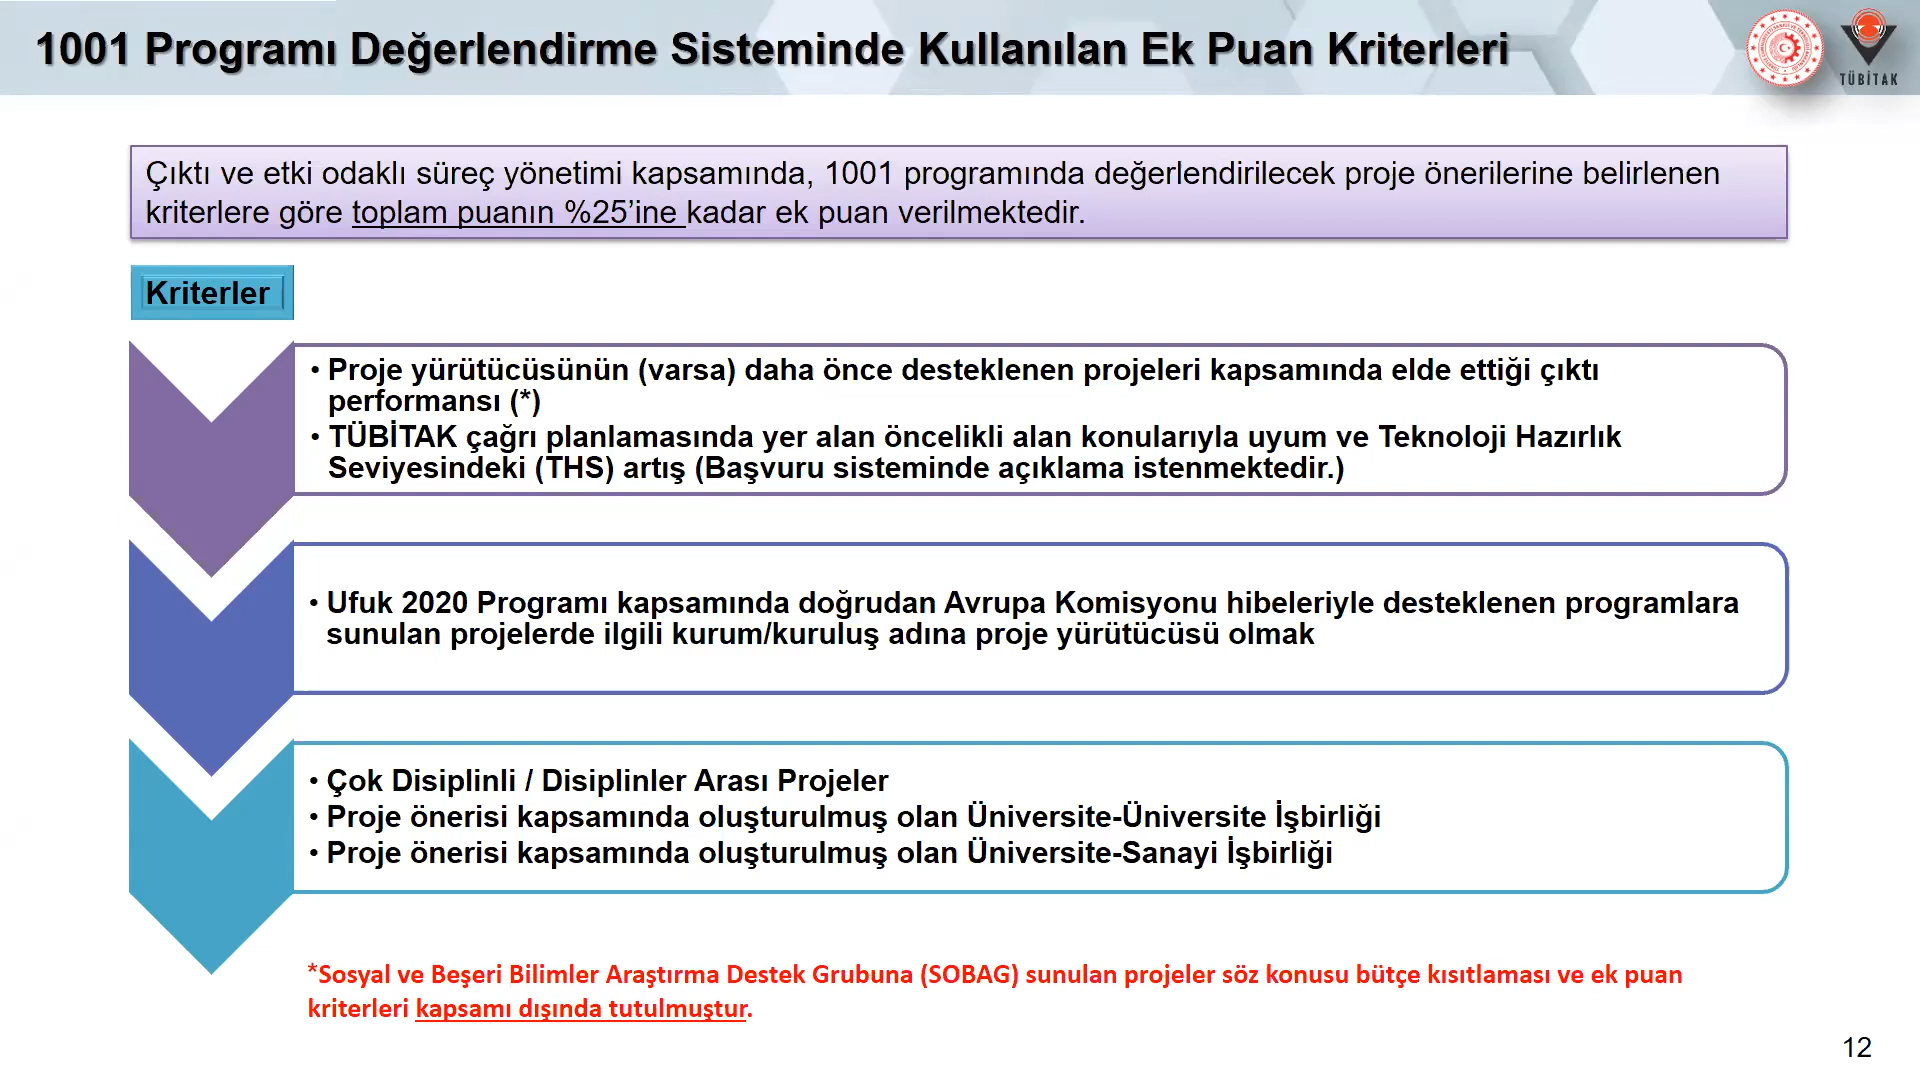 1001 Programı Değerlendirme Sisteminde Kullanılan Ek Puan Kriterleri
TÜBİTAK
Çıktı ve etki odaklı süreç yönetimi kapsamında, 1001 programında değerlendirilecek proje önerilerine belirlenen
kriterlere göre toplam puanın %25’ine kadar ek puan verilmektedir.
Kriterler
• Proje yürütücüsünün (varsa) daha önce desteklenen projeleri kapsamında elde ettiği çıktı
performansı (*)
• TÜBİTAK çağrı planlamasında yer alan öncelikli alan konularıyla uyum ve Teknoloji Hazırlık
Seviyesindeki (THS) artış (Başvuru sisteminde açıklama istenmektedir.)
• Ufuk 2020 Programı kapsamında doğrudan Avrupa Komisyonu hibeleriyle desteklenen programlara
sunulan projelerde ilgili kurum/kuruluş adına proje yürütücüsü olmak
• Çok Disiplinli / Disiplinler Arası Projeler
• Proje önerisi kapsamında oluşturulmuş olan Üniversite-Üniversite İşbirliği
• Proje önerisi kapsamında oluşturulmuş olan Üniversite-Sanayi İşbirliği
*Sosyal ve Beşeri Bilimler Araştırma Destek Grubuna (SOBAG) sunulan projeler söz konusu bütçe kısıtlaması ve ek puan
kriterleri kapsamı dışında tutulmuştur.
12